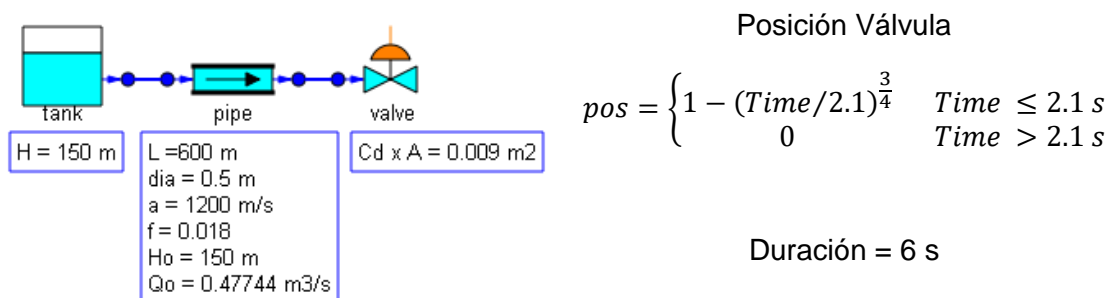 tank
pipe
valve
H = 150 m
L =600 m
dia = 0.5 m
a = 1200 m/s
f = 0.018
Ho = 150 m
Qo = 0.47744 m3/s
Cd x A = 0.009 m2
Posición Válvula
pos = { 1 − (Time/2.1)^(3/4) Time ≤ 2.1 s
0 Time > 2.1 s
Duración = 6 s